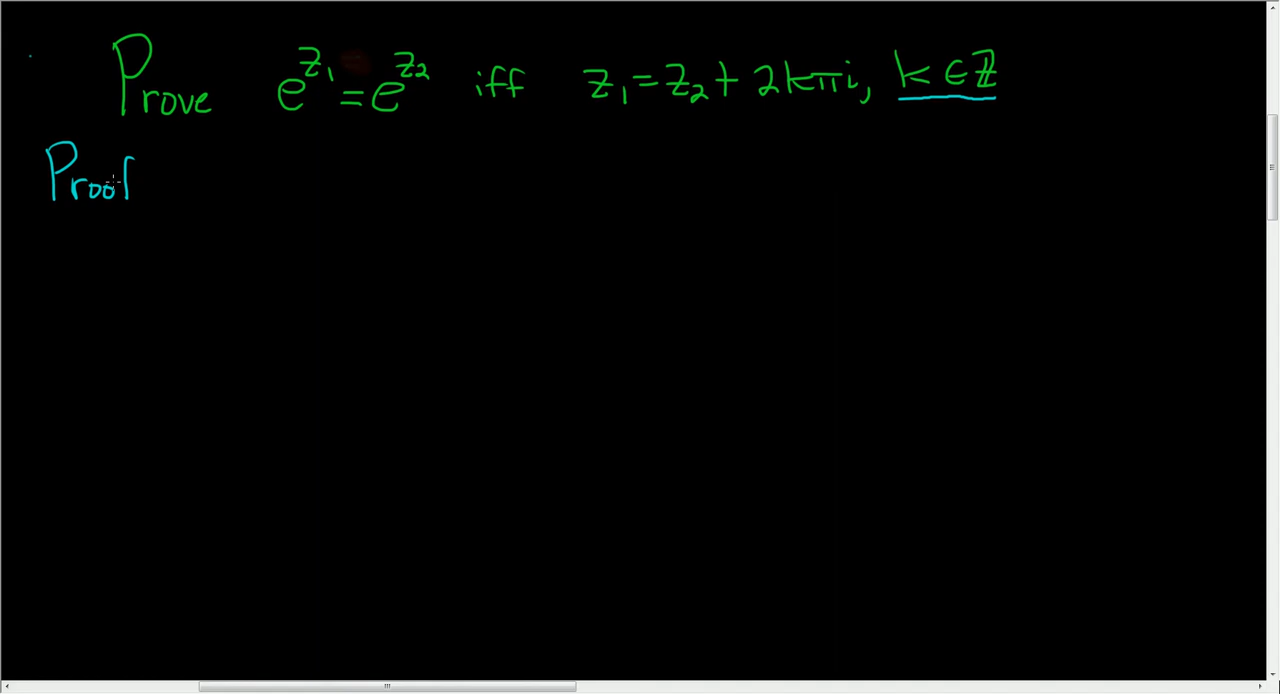 Prove e^{z_1} = e^{z_2} iff z_1 = z_2 + 2kπi, k ∈ ℤ
Proof